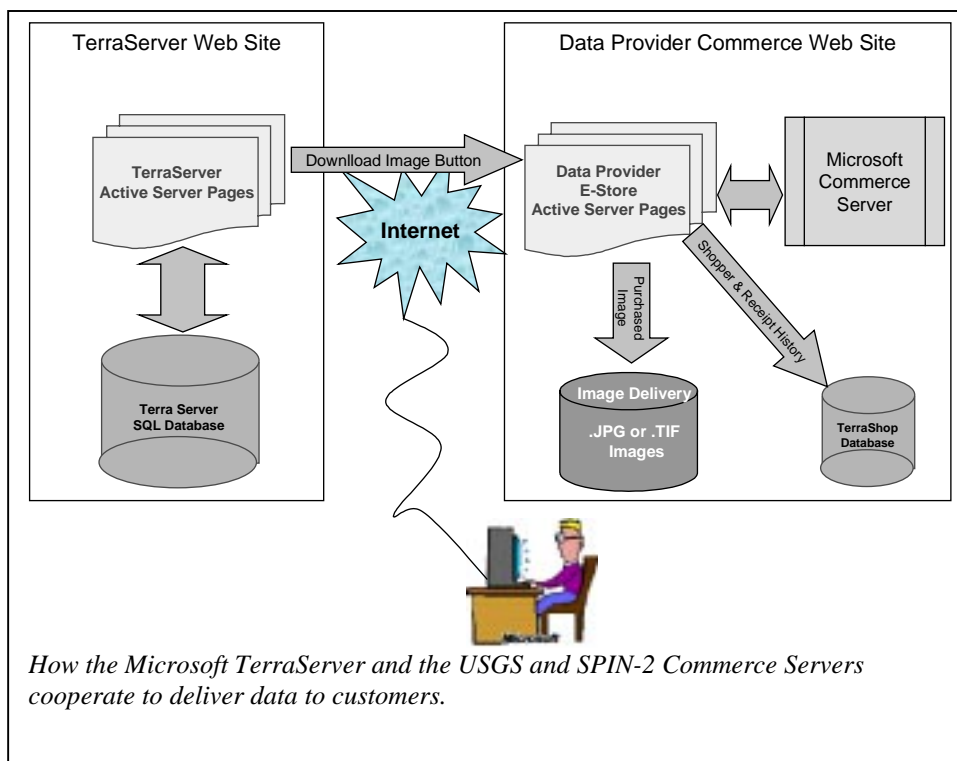 TerraServer Web Site
Data Provider Commerce Web Site
TerraServer
Active Server Pages
Downlload Image Button
Data Provider
E-Store
Active Server Pages
Microsoft
Commerce
Server
Internet
Purchased
Image
Shopper & Receipt History
Terra Server
SQL Database
Image Delivery
.JPG or .TIF
Images
TerraShop
Database
Microsoft
How the Microsoft TerraServer and the USGS and SPIN-2 Commerce Servers
cooperate to deliver data to customers.